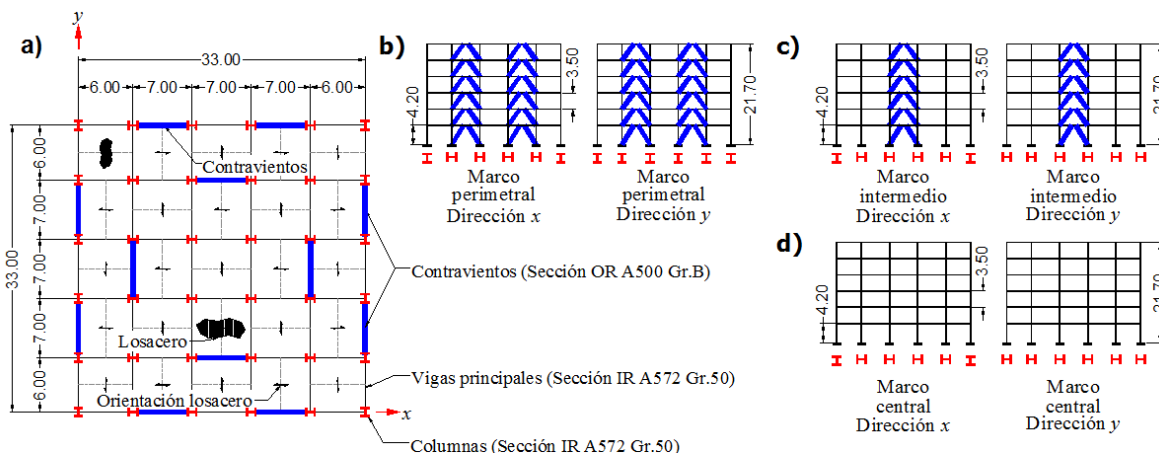 a)
y
33.00
6.00 7.00 7.00 7.00 6.00
33.00
6.00
7.00
7.00
7.00
6.00
Contravientos
Losacero
Orientación losacero
x
Contravientos (Sección OR A500 Gr.B)
Vigas principales (Sección IR A572 Gr.50)
Columnas (Sección IR A572 Gr.50)
b)
4.20
3.50
21.70
Marco
perimetral
Dirección x
Marco
perimetral
Dirección y
c)
4.20
3.50
21.70
Marco
intermedio
Dirección x
Marco
intermedio
Dirección y
d)
4.20
3.50
21.70
Marco
central
Dirección x
Marco
central
Dirección y